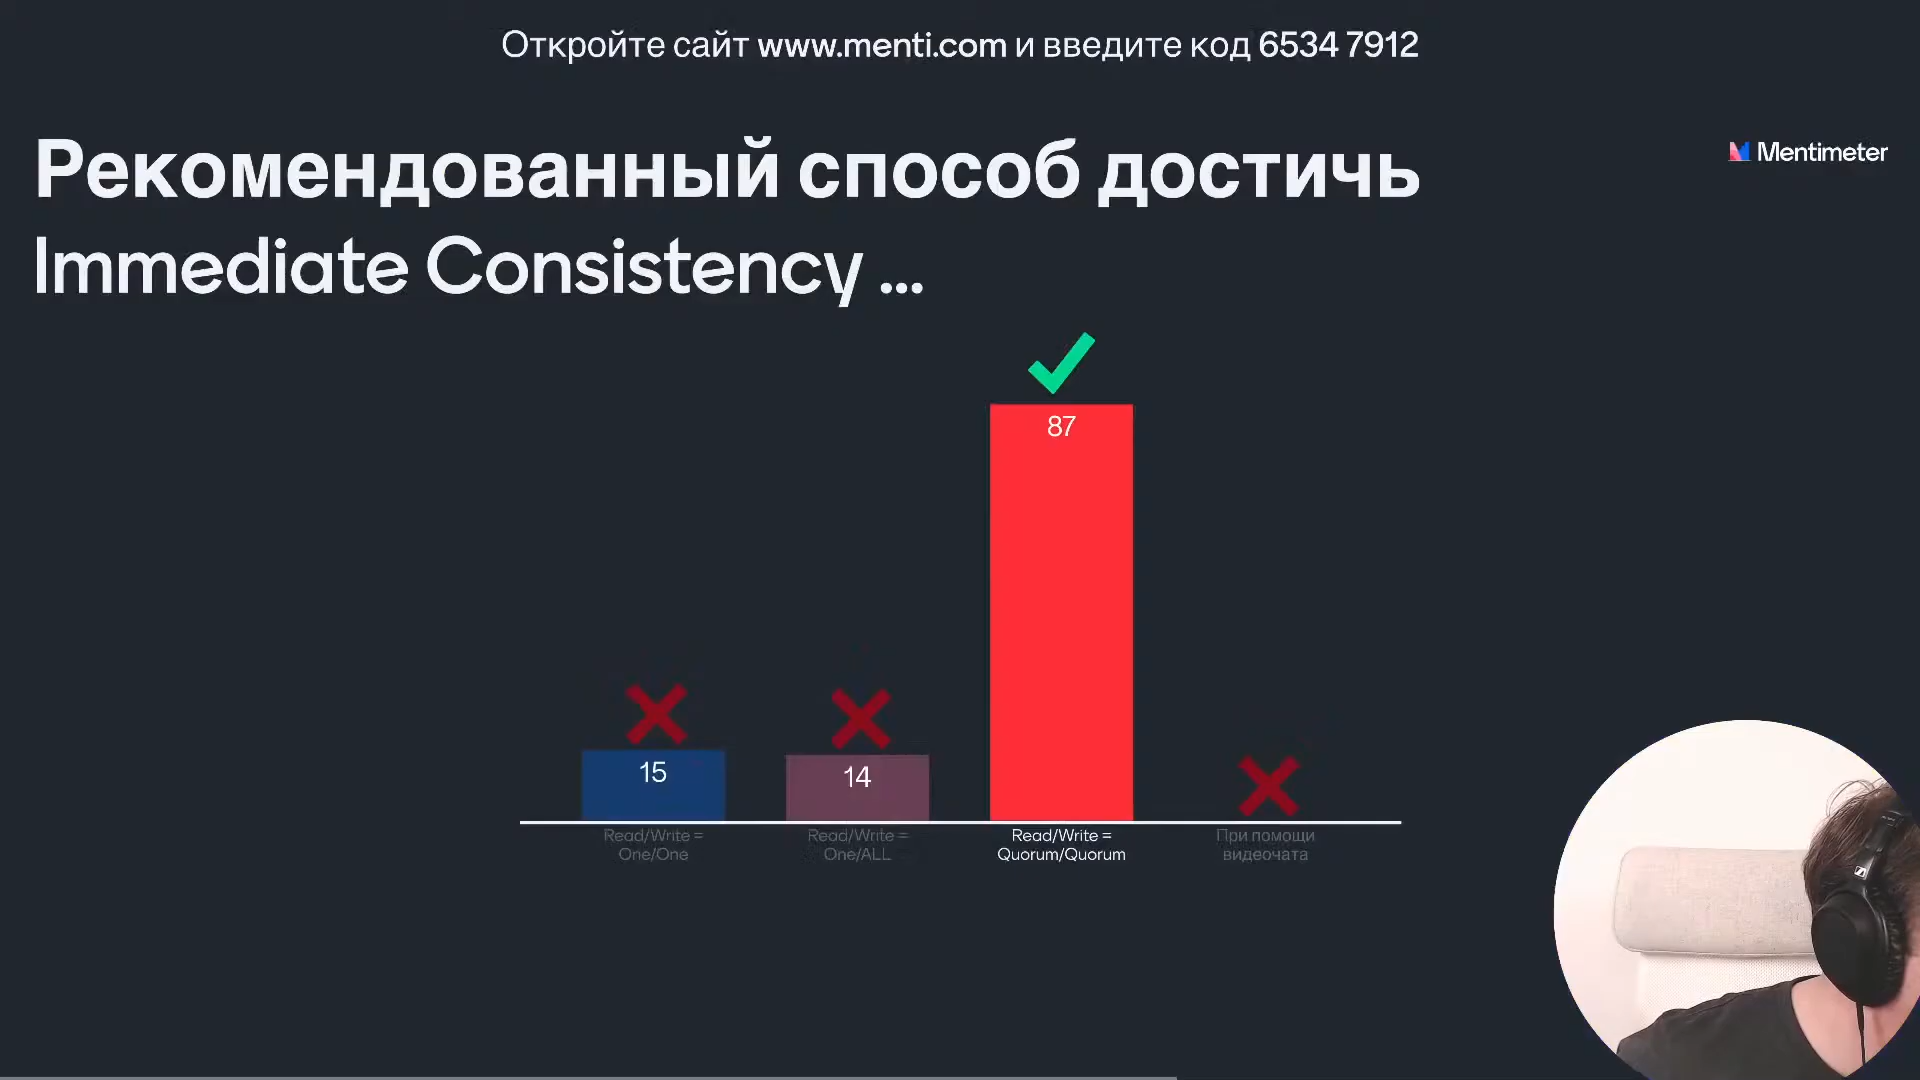 Откройте сайт www.menti.com и введите код 6534 7912
Рекомендованный способ достичь
Immediate Consistency ...
Mentimeter
87
15
14
Read/Write =
One/One
Read/Write =
One/ALL
Read/Write =
Quorum/Quorum
При помощи
видеочата